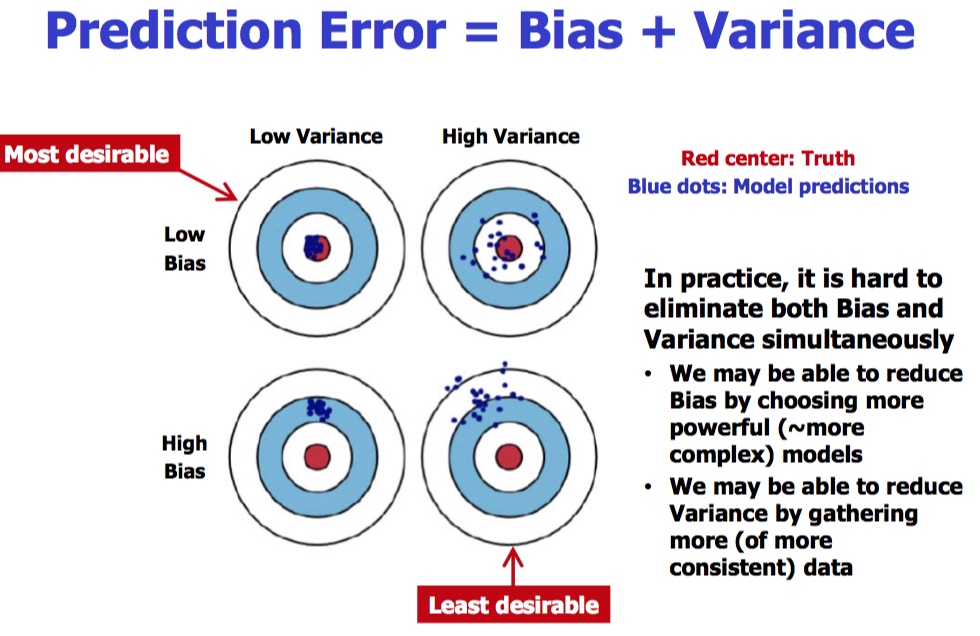 Prediction Error = Bias + Variance
Low Variance
High Variance
Most desirable
Red center: Truth
Blue dots: Model predictions
Low
Bias
In practice, it is hard to
eliminate both Bias and
Variance simultaneously
• We may be able to reduce
Bias by choosing more
powerful (~more
complex) models
• We may be able to reduce
Variance by gathering
more (of more
consistent) data
High
Bias
Least desirable